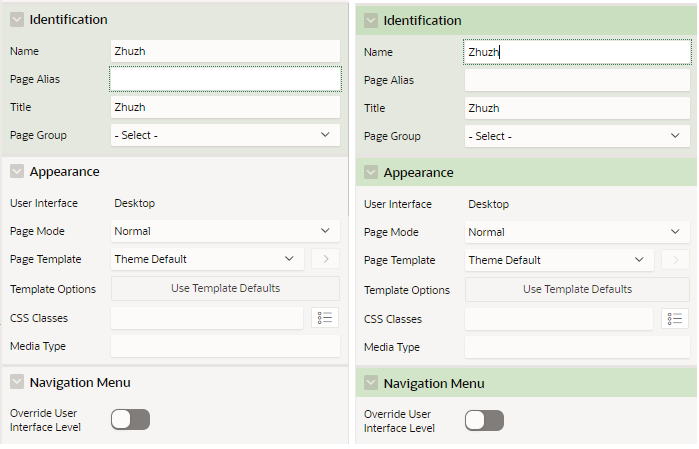 Identification
Name Zhuzh
Page Alias
Title Zhuzh
Page Group - Select -
Appearance
User Interface Desktop
Page Mode Normal
Page Template Theme Default
Template Options Use Template Defaults
CSS Classes
Media Type
Navigation Menu
Override User
Interface Level
Identification
Name Zhuzh
Page Alias
Title Zhuzh
Page Group - Select -
Appearance
User Interface Desktop
Page Mode Normal
Page Template Theme Default
Template Options Use Template Defaults
CSS Classes
Media Type
Navigation Menu
Override User
Interface Level